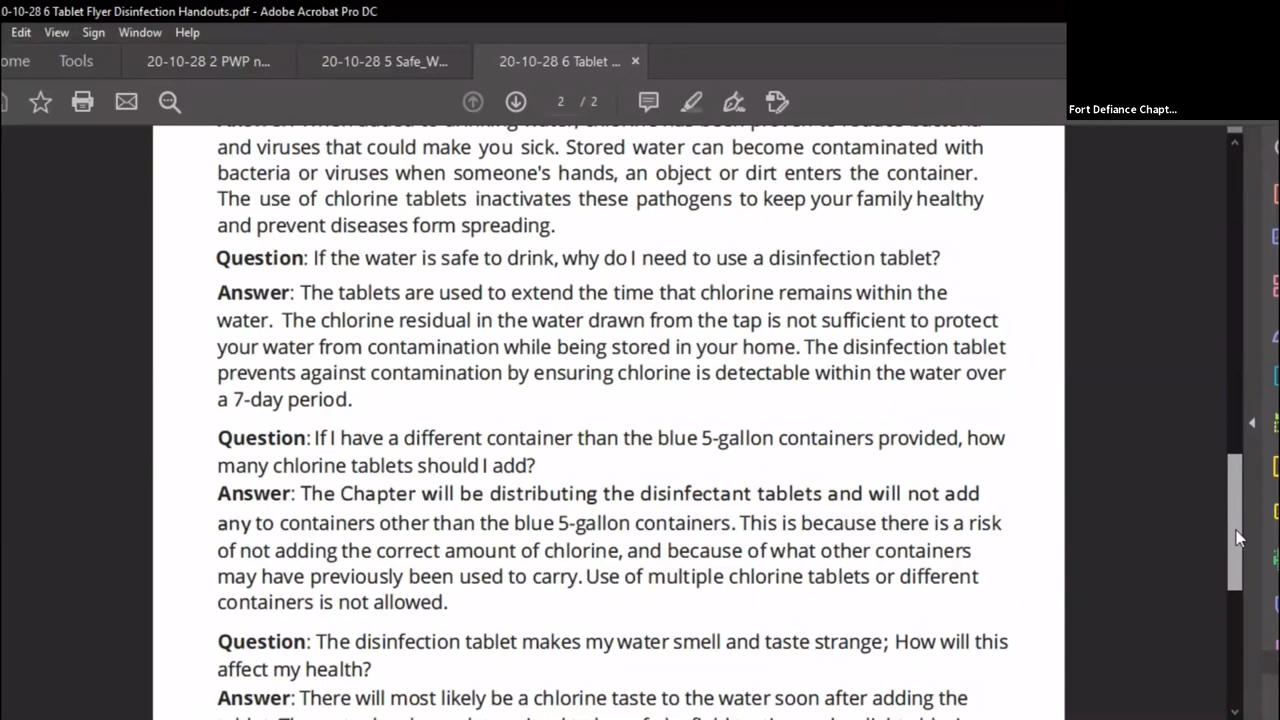 0-10-28 6 Tablet Flyer Disinfection Handouts.pdf - Adobe Acrobat Pro DC
Edit View Sign Window Help
ome Tools 20-10-28 2 PWP n... 20-10-28 5 Safe_W... 20-10-28 6 Tablet ... ×
2 / 2
Fort Defiance Chapt...
and viruses that could make you sick. Stored water can become contaminated with
bacteria or viruses when someone's hands, an object or dirt enters the container.
The use of chlorine tablets inactivates these pathogens to keep your family healthy
and prevent diseases form spreading.
Question: If the water is safe to drink, why do I need to use a disinfection tablet?
Answer: The tablets are used to extend the time that chlorine remains within the
water. The chlorine residual in the water drawn from the tap is not sufficient to protect
your water from contamination while being stored in your home. The disinfection tablet
prevents against contamination by ensuring chlorine is detectable within the water over
a 7-day period.
Question: If I have a different container than the blue 5-gallon containers provided, how
many chlorine tablets should I add?
Answer: The Chapter will be distributing the disinfectant tablets and will not add
any to containers other than the blue 5-gallon containers. This is because there is a risk
of not adding the correct amount of chlorine, and because of what other containers
may have previously been used to carry. Use of multiple chlorine tablets or different
containers is not allowed.
Question: The disinfection tablet makes my water smell and taste strange; How will this
affect my health?
Answer: There will most likely be a chlorine taste to the water soon after adding the